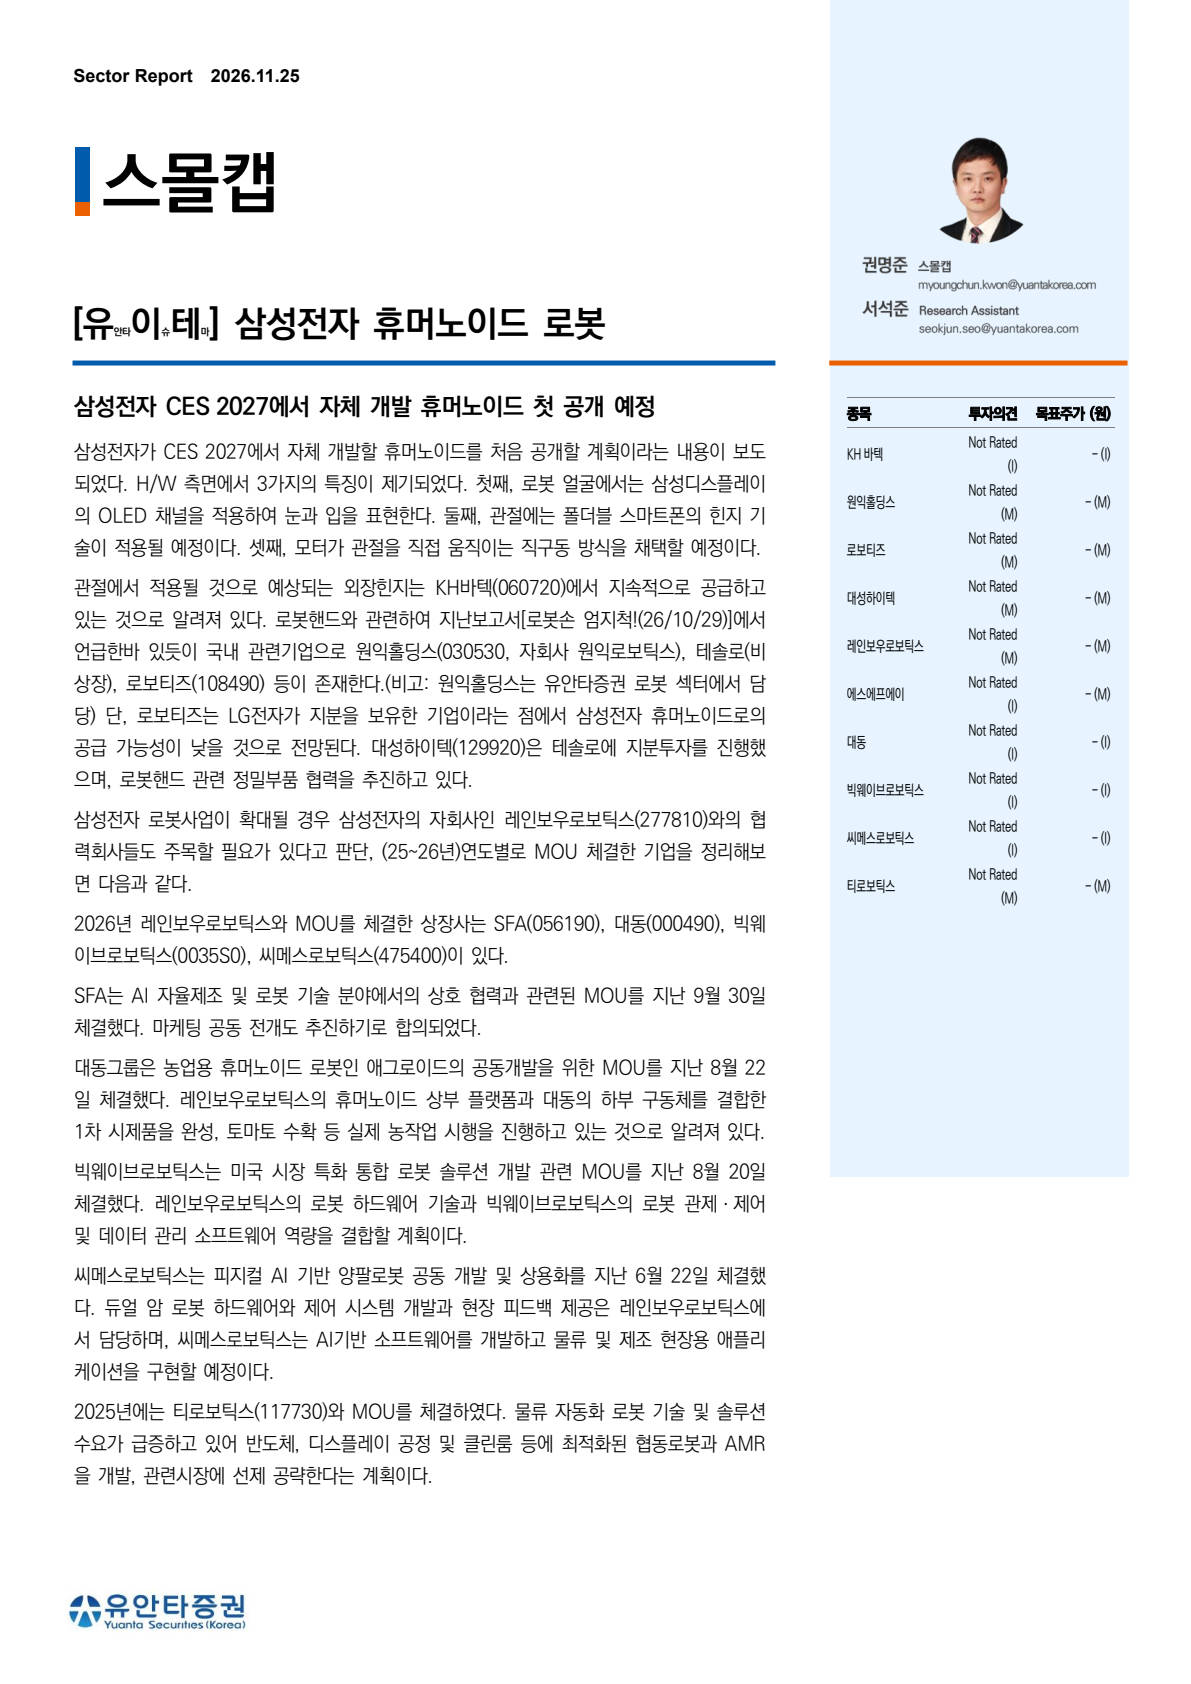 Sector Report 2026.11.25
스몰캡
[유안타이슈테마] 삼성전자 휴머노이드 로봇
권명준 스몰캡
myoungchun.kwon@yuantakorea.com
서석준 Research Assistant
seokjun.seo@yuantakorea.com
삼성전자 CES 2027에서 자체 개발 휴머노이드 첫 공개 예정
삼성전자가 CES 2027에서 자체 개발할 휴머노이드를 처음 공개할 계획이라는 내용이 보도
되었다. H/W 측면에서 3가지의 특징이 제기되었다. 첫째, 로봇 얼굴에서는 삼성디스플레이
의 OLED 채널을 적용하여 눈과 입을 표현한다. 둘째, 관절에는 폴더블 스마트폰의 힌지 기
술이 적용될 예정이다. 셋째, 모터가 관절을 직접 움직이는 직구동 방식을 채택할 예정이다.
관절에서 적용될 것으로 예상되는 외장힌지는 KH바텍(060720)에서 지속적으로 공급하고
있는 것으로 알려져 있다. 로봇핸드와 관련하여 지난보고서[로봇손 엄지척!(26/10/29)]에서
언급한바 있듯이 국내 관련기업으로 원익홀딩스(030530, 자회사 원익로보틱스), 테솔로(비
상장), 로보티즈(108490) 등이 존재한다.(비고: 원익홀딩스는 유안타증권 로봇 섹터에서 담
당) 단, 로보티즈는 LG전자가 지분을 보유한 기업이라는 점에서 삼성전자 휴머노이드로의
공급 가능성이 낮을 것으로 전망된다. 대성하이텍(129920)은 테솔로에 지분투자를 진행했
으며, 로봇핸드 관련 정밀부품 협력을 추진하고 있다.
삼성전자 로봇사업이 확대될 경우 삼성전자의 자회사인 레인보우로보틱스(277810)와의 협
력회사들도 주목할 필요가 있다고 판단, (25~26년)연도별로 MOU 체결한 기업을 정리해보
면 다음과 같다.
2026년 레인보우로보틱스와 MOU를 체결한 상장사는 SFA(056190), 대동(000490), 빅웨
이브로보틱스(0035S0), 씨메스로보틱스(475400)이 있다.
SFA는 AI 자율제조 및 로봇 기술 분야에서의 상호 협력과 관련된 MOU를 지난 9월 30일
체결했다. 마케팅 공동 전개도 추진하기로 합의되었다.
대동그룹은 농업용 휴머노이드 로봇인 애그로이드의 공동개발을 위한 MOU를 지난 8월 22
일 체결했다. 레인보우로보틱스의 휴머노이드 상부 플랫폼과 대동의 하부 구동체를 결합한
1차 시제품을 완성, 토마토 수확 등 실제 농작업 시행을 진행하고 있는 것으로 알려져 있다.
빅웨이브로보틱스는 미국 시장 특화 통합 로봇 솔루션 개발 관련 MOU를 지난 8월 20일
체결했다. 레인보우로보틱스의 로봇 하드웨어 기술과 빅웨이브로보틱스의 로봇 관제·제어
및 데이터 관리 소프트웨어 역량을 결합할 계획이다.
씨메스로보틱스는 피지컬 AI 기반 양팔로봇 공동 개발 및 상용화를 지난 6월 22일 체결했
다. 듀얼 암 로봇 하드웨어와 제어 시스템 개발과 현장 피드백 제공은 레인보우로보틱스에
서 담당하며, 씨메스로보틱스는 AI기반 소프트웨어를 개발하고 물류 및 제조 현장용 애플리
케이션을 구현할 예정이다.
2025년에는 티로보틱스(117730)와 MOU를 체결하였다. 물류 자동화 로봇 기술 및 솔루션
수요가 급증하고 있어 반도체, 디스플레이 공정 및 클린룸 등에 최적화된 협동로봇과 AMR
을 개발, 관련시장에 선제 공략한다는 계획이다.
종목 투자의견 목표주가 (원)
KH 바텍 Not Rated (I) – (I)
원익홀딩스 Not Rated (M) – (M)
로보티즈 Not Rated (M) – (M)
대성하이텍 Not Rated (M) – (M)
레인보우로보틱스 Not Rated (M) – (M)
에스에프에이 Not Rated (I) – (M)
대동 Not Rated (I) – (I)
빅웨이브로보틱스 Not Rated (I) – (I)
씨메스로보틱스 Not Rated (I) – (I)
티로보틱스 Not Rated (M) – (M)
유안타증권
Yuanta Securities (Korea)